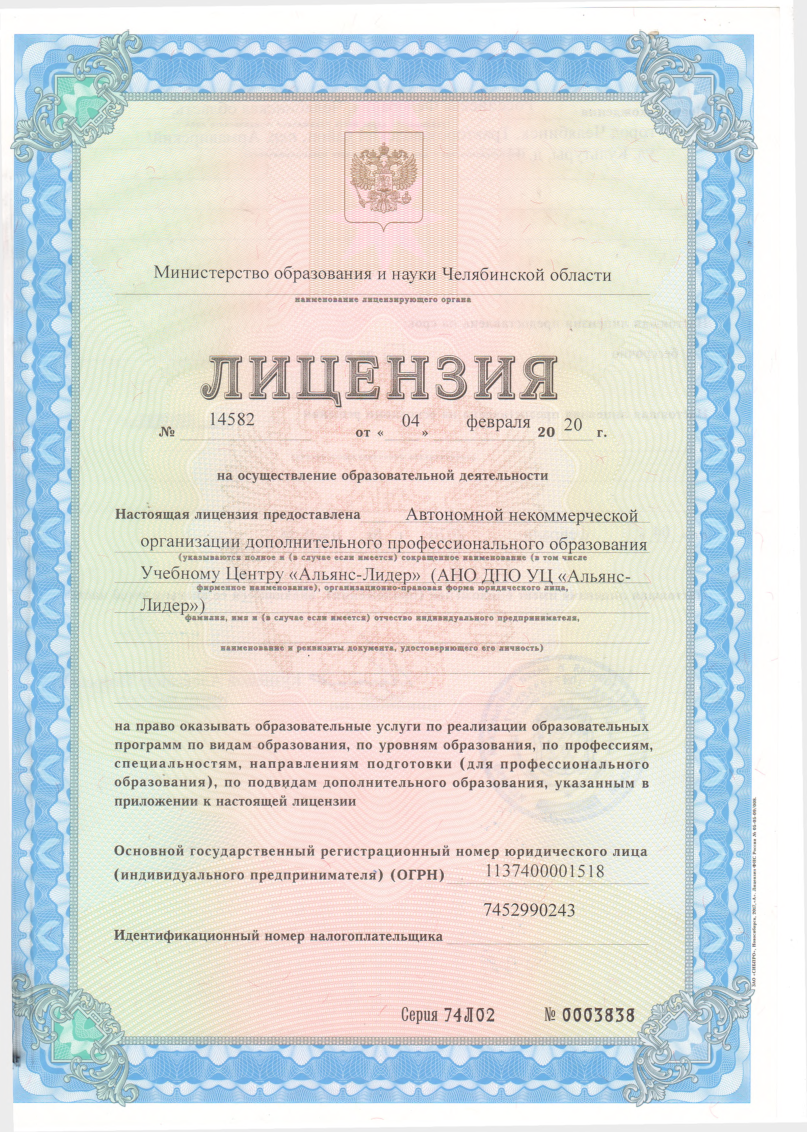 Министерство образования и науки Челябинской области
наименование лицензирующего органа
ЛИЦЕНЗИЯ
№ 14582 от « 04 » февраля 20 20 г.
на осуществление образовательной деятельности
Настоящая лицензия предоставлена Автономной некоммерческой
организации дополнительного профессионального образования
(указываются полное и (в случае если имеется) сокращенное наименование (в том числе
Учебному Центру «Альянс-Лидер» (АНО ДПО УЦ «Альянс-
фирменное наименование), организационно-правовая форма юридического лица,
Лидер»)
фамилия, имя и (в случае если имеется) отчество индивидуального предпринимателя,
наименование и реквизиты документа, удостоверяющего его личность)
на право оказывать образовательные услуги по реализации образовательных
программ по видам образования, по уровням образования, по профессиям,
специальностям, направлениям подготовки (для профессионального
образования), по подвидам дополнительного образования, указанным в
приложении к настоящей лицензии
Основной государственный регистрационный номер юридического лица
(индивидуального предпринимателя) (ОГРН) 1137400001518
7452990243
Идентификационный номер налогоплательщика
Серия 74Л02 № 0003838